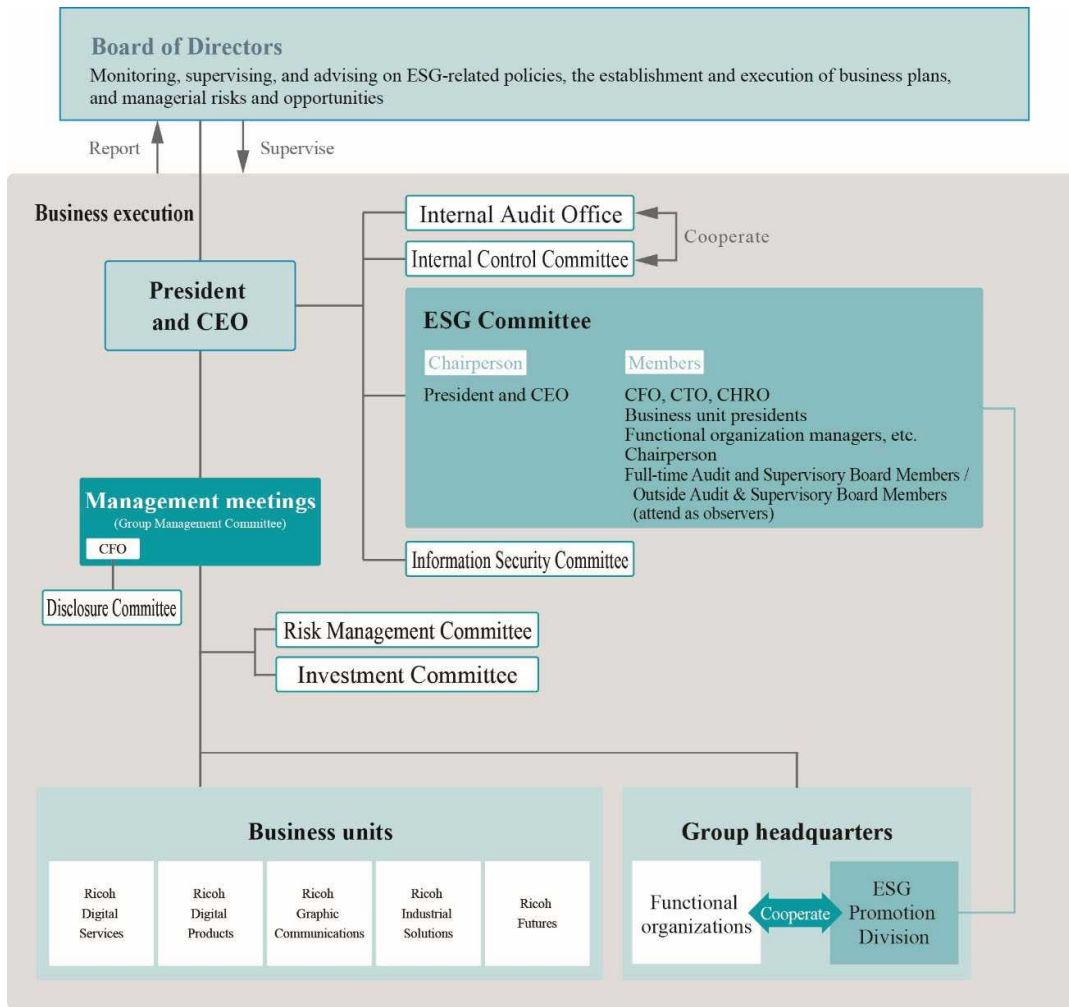 Board of Directors
Monitoring, supervising, and advising on ESG-related policies, the establishment and execution of business plans,
and managerial risks and opportunities
Report
Supervise
Business execution
Internal Audit Office
Cooperate
Internal Control Committee
President
and CEO
ESG Committee
Chairperson
President and CEO
Members
CFO, CTO, CHRO
Business unit presidents
Functional organization managers, etc.
Chairperson
Full-time Audit and Supervisory Board Members /
Outside Audit & Supervisory Board Members
(attend as observers)
Management meetings
(Group Management Committee)
CFO
Disclosure Committee
Information Security Committee
Risk Management Committee
Investment Committee
Business units
Ricoh
Digital
Services
Ricoh
Digital
Products
Ricoh
Graphic
Communications
Ricoh
Industrial
Solutions
Ricoh
Futures
Group headquarters
Functional
organizations
Cooperate
ESG
Promotion
Division